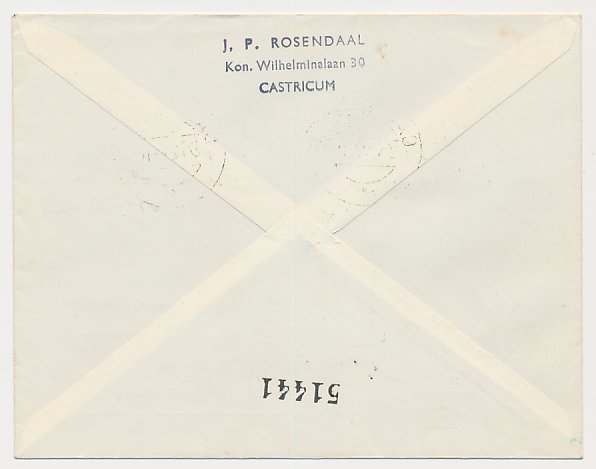 J. P. ROSENDAAL
Kon. Wilhelminalaan 30
CASTRICUM
51441